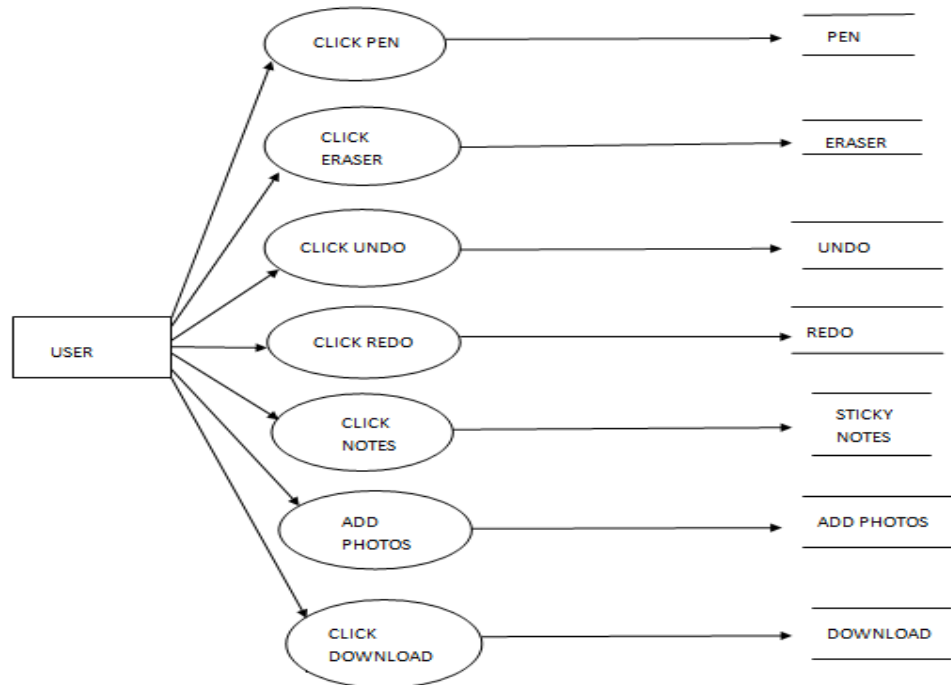 CLICK PEN
PEN
CLICK
ERASER
ERASER
CLICK UNDO
UNDO
USER
CLICK REDO
REDO
CLICK
NOTES
STICKY
NOTES
ADD
PHOTOS
ADD PHOTOS
CLICK
DOWNLOAD
DOWNLOAD